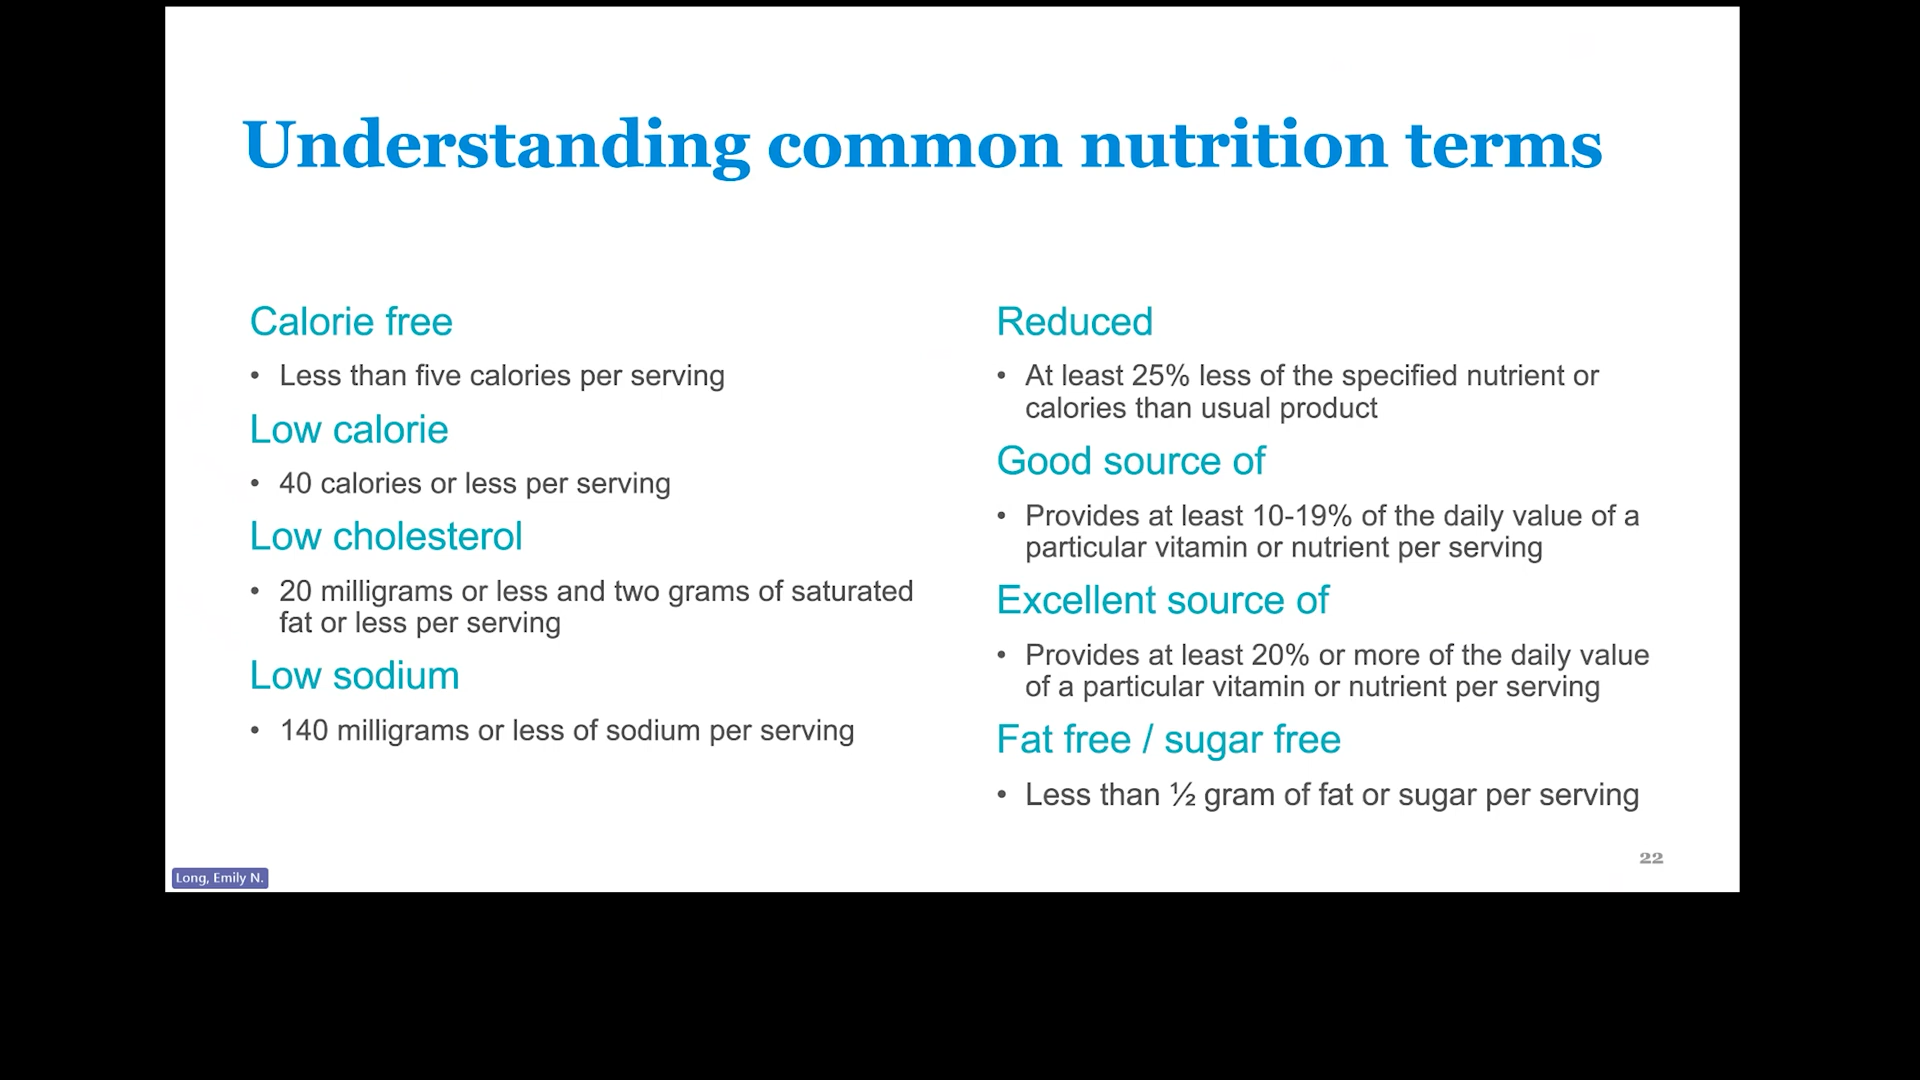 Understanding common nutrition terms
Calorie free
• Less than five calories per serving
Low calorie
• 40 calories or less per serving
Low cholesterol
• 20 milligrams or less and two grams of saturated
fat or less per serving
Low sodium
• 140 milligrams or less of sodium per serving
Reduced
• At least 25% less of the specified nutrient or
calories than usual product
Good source of
• Provides at least 10-19% of the daily value of a
particular vitamin or nutrient per serving
Excellent source of
• Provides at least 20% or more of the daily value
of a particular vitamin or nutrient per serving
Fat free / sugar free
• Less than ½ gram of fat or sugar per serving
22
Long, Emily N.